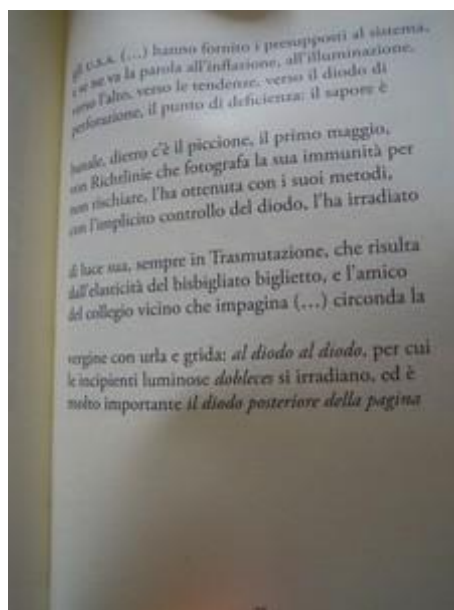 gli U.S.A. (...) hanno fornito i presupposti al sistema,
e se ne va la parola all'inflazione, all'illuminazione,
verso l'alto, verso le tendenze, verso il diodo di
perforazione, il punto di deficienza: il sapore è
banale, dietro c'è il piccione, il primo maggio,
con Richelinie che fotografa la sua immunità per
non rischiare, l'ha ottenuta con i suoi metodi,
con l'implicito controllo del diodo, l'ha irradiato
di luce sua, sempre in Trasmutazione, che risulta
dall'elasticità del bisbigliato biglietto, e l'amico
del collegio vicino che impagina (...) circonda la
vergine con urla e grida: al diodo al diodo, per cui
le incipienti luminose dobleces si irradiano, ed è
molto importante il diodo posteriore della pagina